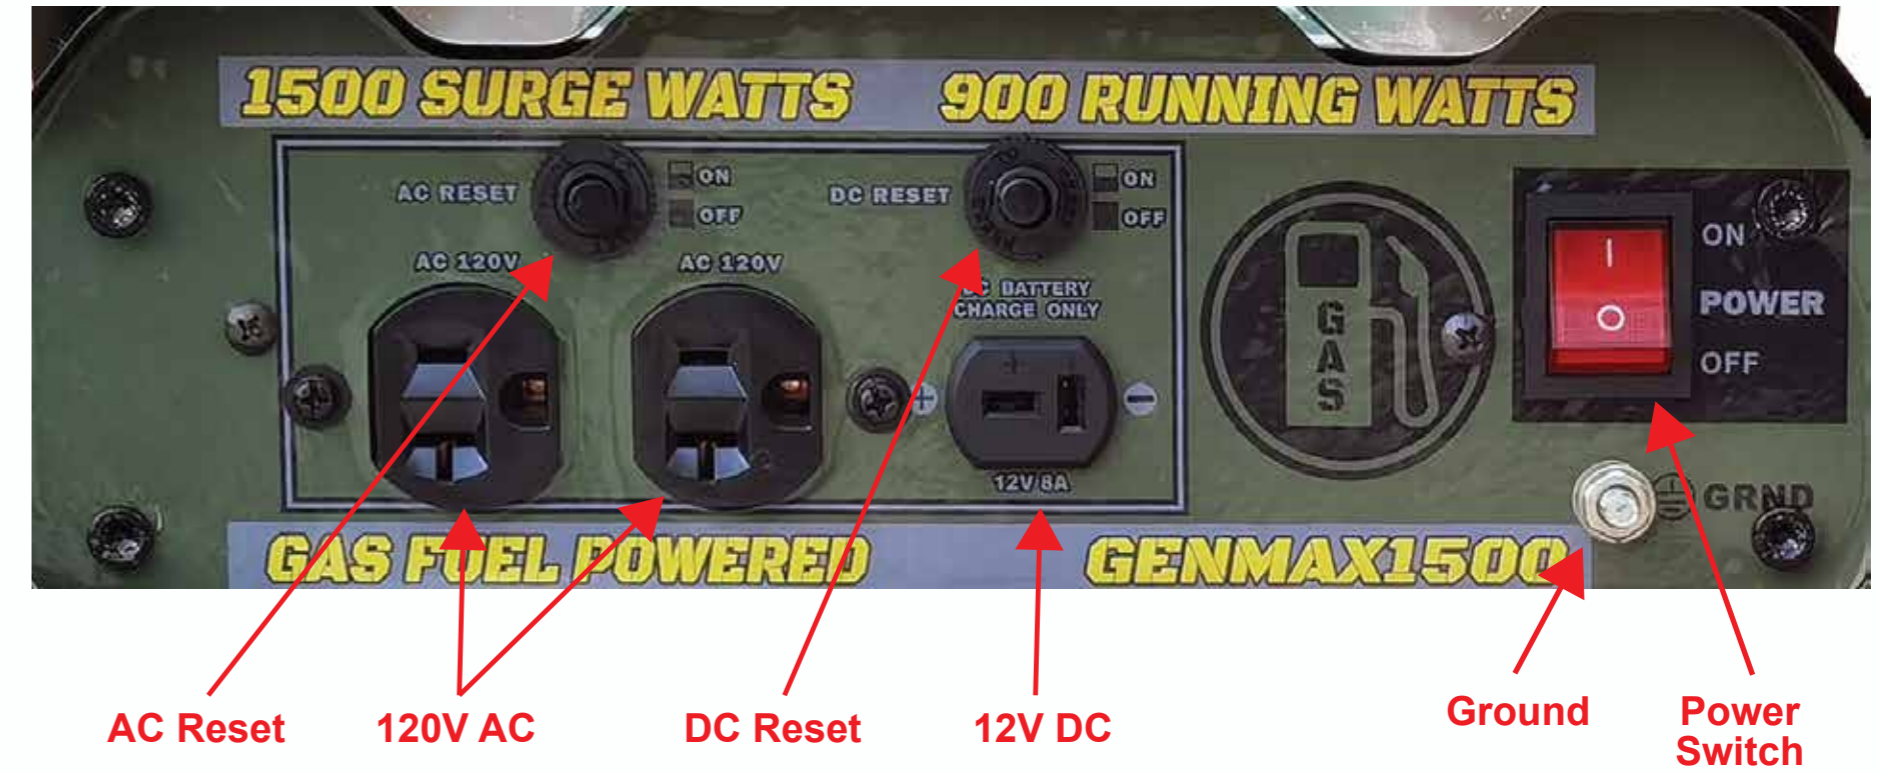 1500 SURGE WATTS 900 RUNNING WATTS
AC RESET
ON
OFF
DC RESET
ON
OFF
AC 120V
AC 120V
DC BATTERY
CHARGE ONLY
+
+
-
12V 8A
GAS
ON
I
POWER
O
OFF
GRND
GAS FUEL POWERED GENMAX1500
AC Reset
120V AC
DC Reset
12V DC
Ground
Power
Switch